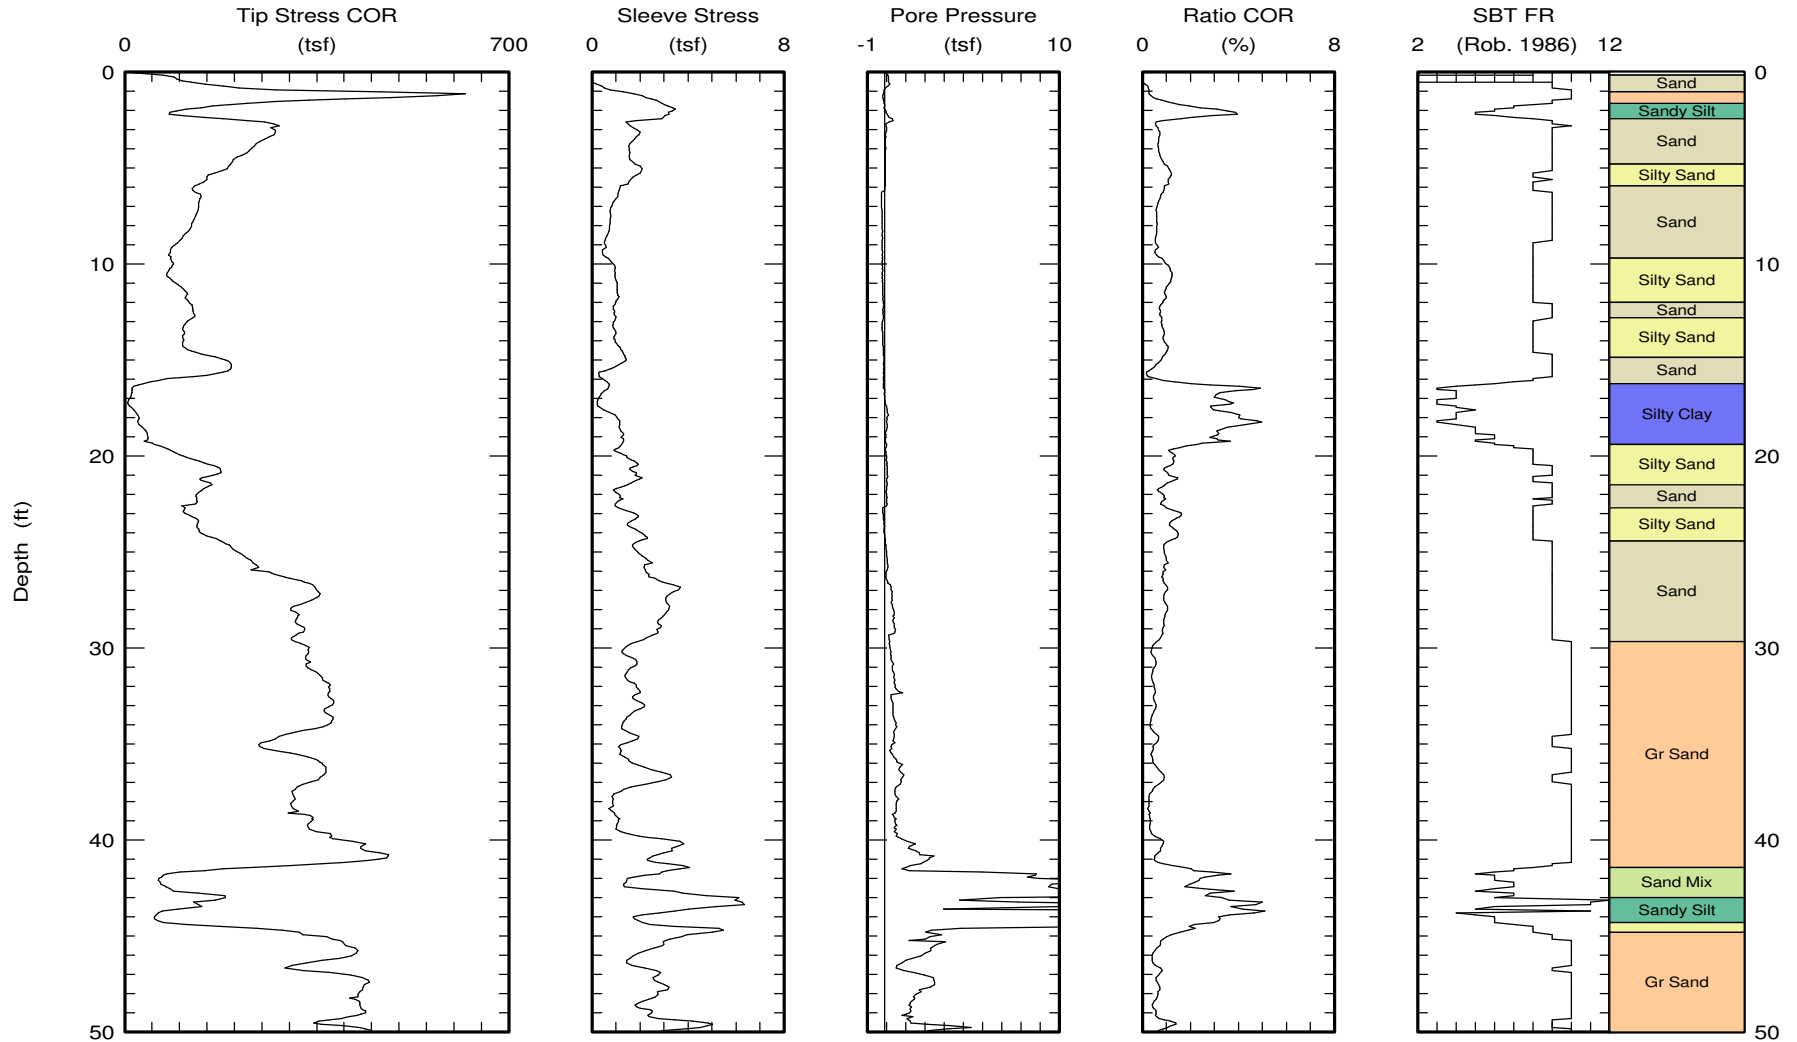 Tip Stress COR Sleeve Stress Pore Pressure Ratio COR SBT FR
0 (tsf) 700 0 (tsf) 8 -1 (tsf) 10 0 (%) 8 2 (Rob. 1986) 12
0 0
Sand
Sandy Silt
Sand
Silty Sand
Sand
10 10
Silty Sand
Sand
Silty Sand
Sand
Silty Clay
20 20
Silty Sand
Sand
Silty Sand
Depth (ft)
Sand
30 30
Gr Sand
40 40
Sand Mix
Sandy Silt
Gr Sand
50 50